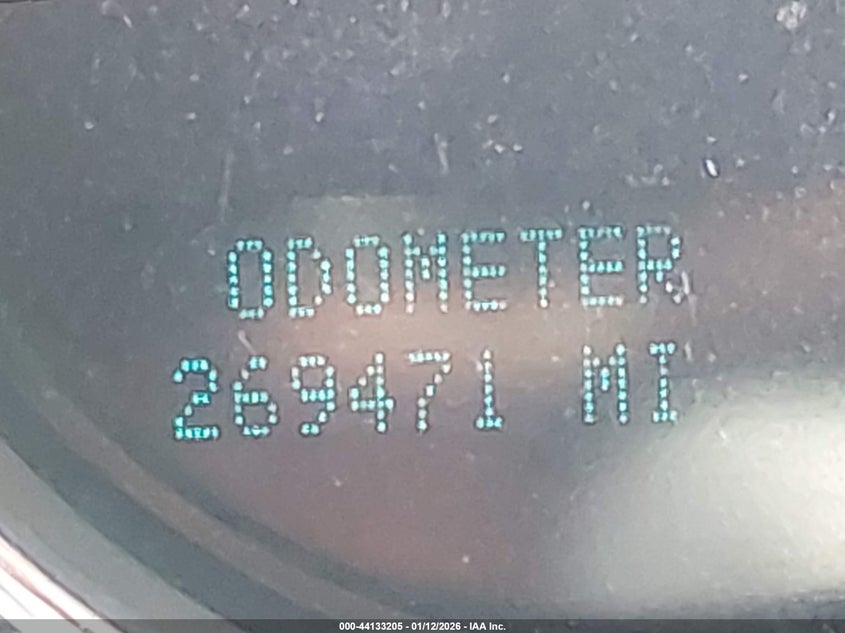 ODOMETER
269471 MI
000-44133205 - 01/12/2026 - IAA Inc.